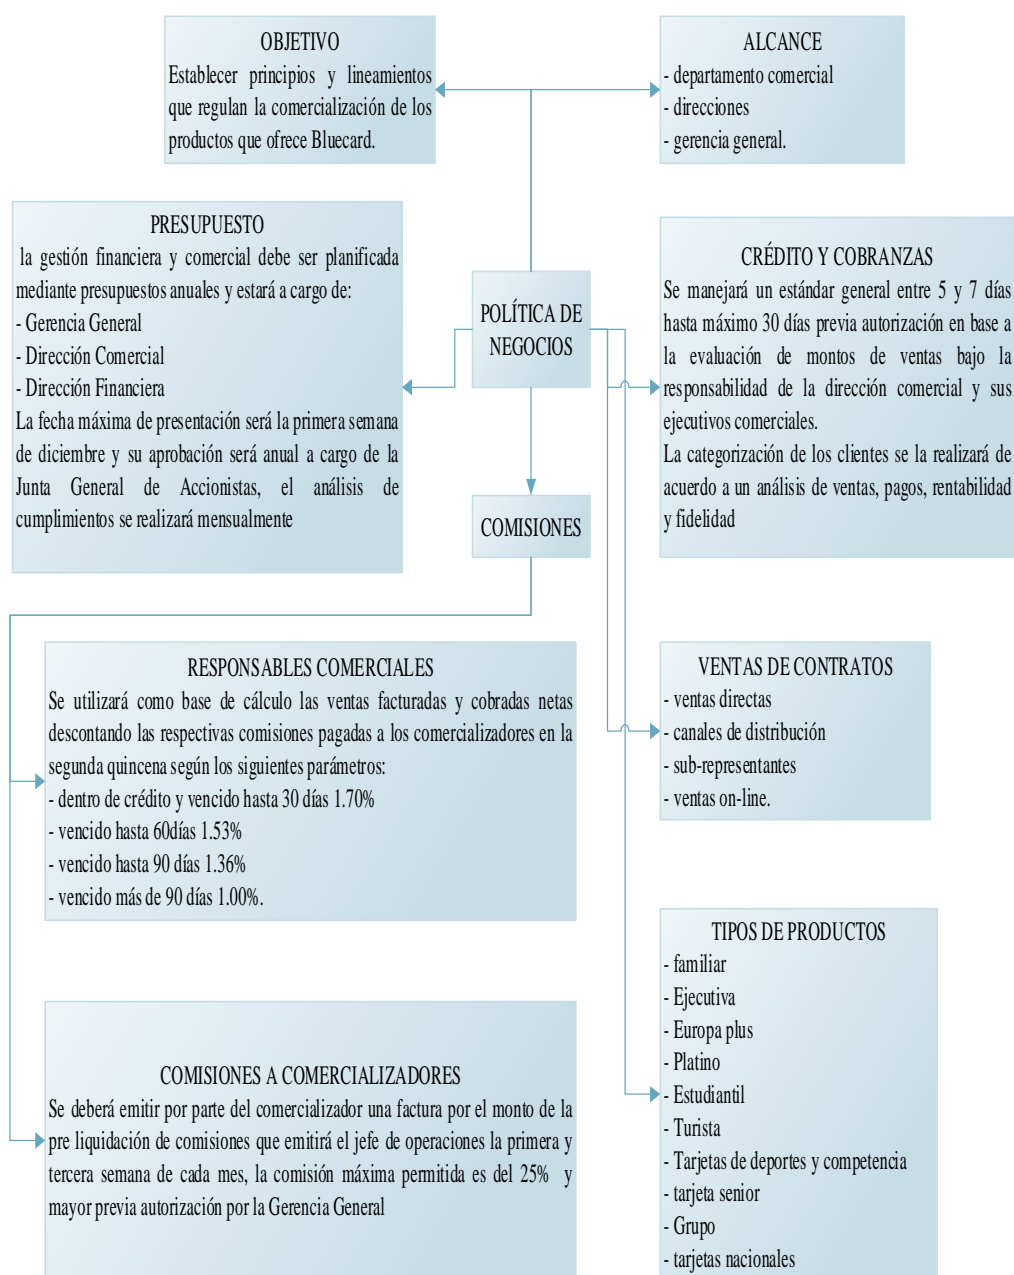 OBJETIVO
Establecer principios y lineamientos
que regulan la comercialización de los
productos que ofrece Bluecard.
ALCANCE
- departamento comercial
- direcciones
- gerencia general.
PRESUPUESTO
la gestión financiera y comercial debe ser planificada
mediante presupuestos anuales y estará a cargo de:
- Gerencia General
- Dirección Comercial
- Dirección Financiera
La fecha máxima de presentación será la primera semana
de diciembre y su aprobación será anual a cargo de la
Junta General de Accionistas, el análisis de
cumplimientos se realizará mensualmente
POLÍTICA DE
NEGOCIOS
CRÉDITO Y COBRANZAS
Se manejará un estándar general entre 5 y 7 días
hasta máximo 30 días previa autorización en base a
la evaluación de montos de ventas bajo la
responsabilidad de la dirección comercial y sus
ejecutivos comerciales.
La categorización de los clientes se la realizará de
acuerdo a un análisis de ventas, pagos, rentabilidad
y fidelidad
COMISIONES
RESPONSABLES COMERCIALES
Se utilizará como base de cálculo las ventas facturadas y cobradas netas
descontando las respectivas comisiones pagadas a los comercializadores en la
segunda quincena según los siguientes parámetros:
- dentro de crédito y vencido hasta 30 días 1.70%
- vencido hasta 60días 1.53%
- vencido hasta 90 días 1.36%
- vencido más de 90 días 1.00%.
VENTAS DE CONTRATOS
- ventas directas
- canales de distribución
- sub-representantes
- ventas on-line.
COMISIONES A COMERCIALIZADORES
Se deberá emitir por parte del comercializador una factura por el monto de la
pre liquidación de comisiones que emitirá el jefe de operaciones la primera y
tercera semana de cada mes, la comisión máxima permitida es del 25% y
mayor previa autorización por la Gerencia General
TIPOS DE PRODUCTOS
- familiar
- Ejecutiva
- Europa plus
- Platino
- Estudiantil
- Turista
- Tarjetas de deportes y competencia
- tarjeta senior
- Grupo
- tarjetas nacionales